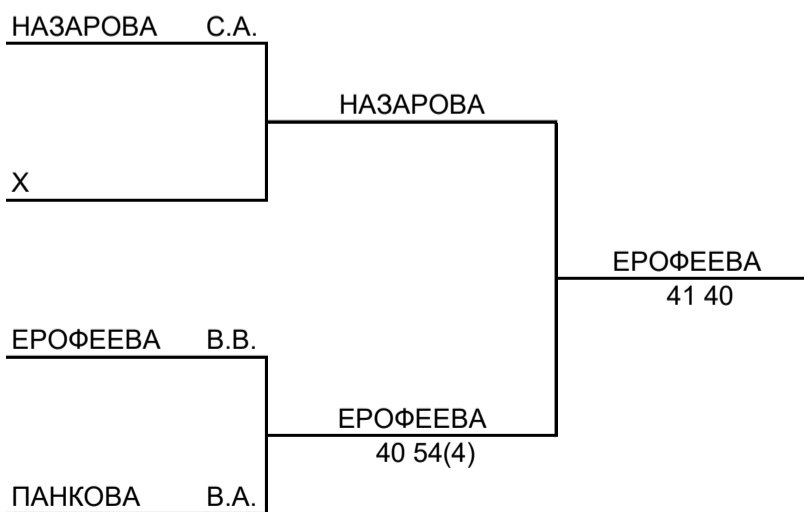 НАЗАРОВА С.А.
НАЗАРОВА
X
ЕРОФЕЕВА
41 40
ЕРОФЕЕВА В.В.
ЕРОФЕЕВА
40 54(4)
ПАНКОВА В.А.